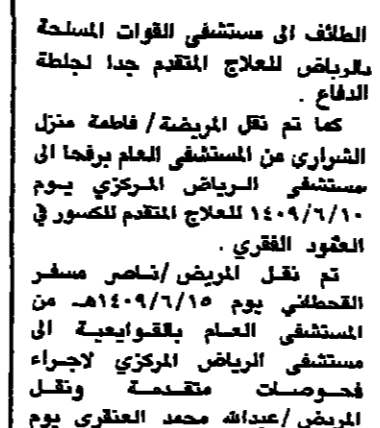 الطائف الى مستشفى القوات المسلحة
بالرياض للعلاج المتقدم جدا لجلطة
الدفاع .
كما تم نقل المريضة / فاطمة منزل
الشراري من المستشفى العام برفحا الى
مستشفى الرياض المركزي يوم
١٤٠٩/٦/١٠ للعلاج المتقدم للكسور في
العمود الفقري .
تم نقل المريض / ناصر مسفر
القحطاني يوم ١٤٠٩/٦/١٥هـ من
المستشفى العام بالقوايعية الى
مستشفى الرياض المركزي لاجراء
فحوصات متقدمة ونقل
المريض / عبدالله محمد العنقري يوم